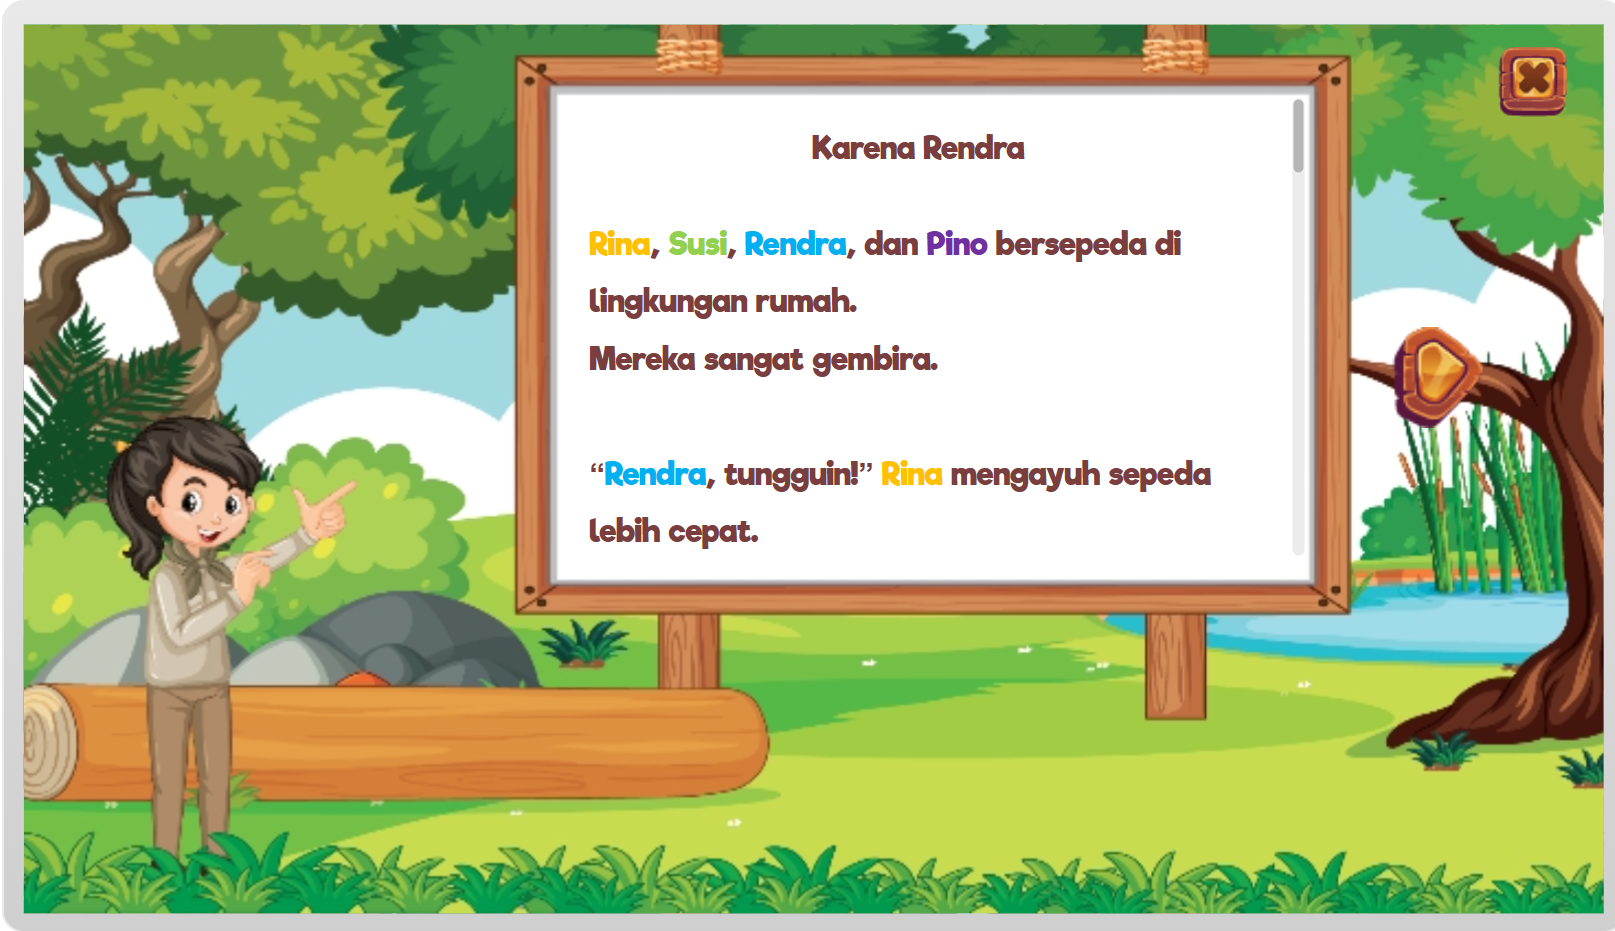 Karena Rendra
Rina, Susi, Rendra, dan Pino bersepeda di
lingkungan rumah.
Mereka sangat gembira.
“Rendra, tungguin!” Rina mengayuh sepeda
lebih cepat.